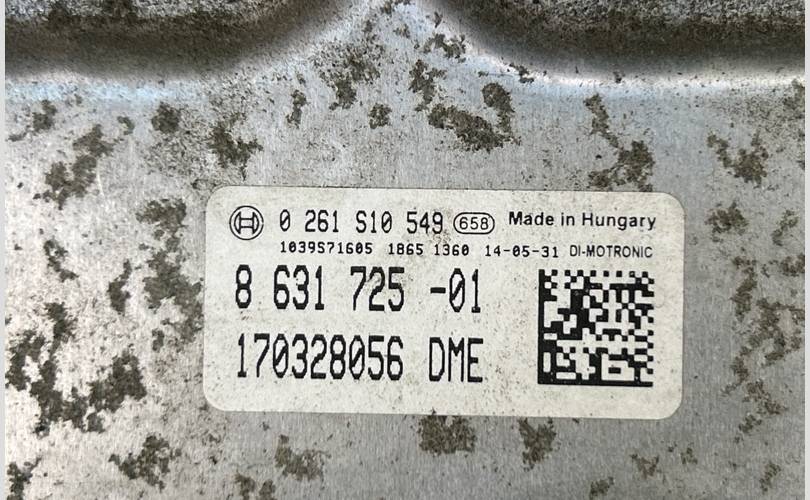 0 261 S10 549 658 Made in Hungary
1039S71605 1865 1360 14-05-31 DI-MOTRONIC
8 631 725 -01
170328056 DME